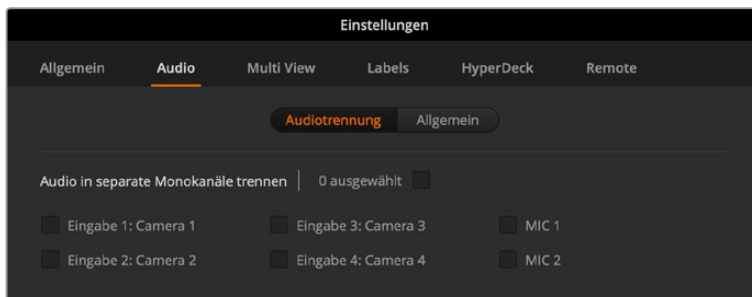 Einstellungen
Allgemein Audio Multi View Labels HyperDeck Remote
Audiotrennung Allgemein
Audio in separate Monokanäle trennen 0 ausgewählt
Eingabe 1: Camera 1 Eingabe 3: Camera 3 MIC 1
Eingabe 2: Camera 2 Eingabe 4: Camera 4 MIC 2